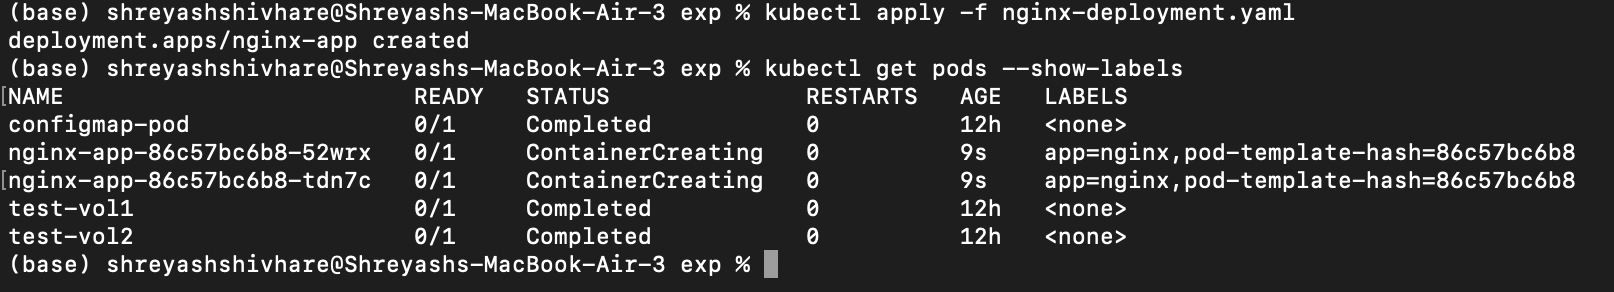 (base) shreyashshivhare@Shreyashs-MacBook-Air-3 exp % kubectl apply -f nginx-deployment.yaml
deployment.apps/nginx-app created
(base) shreyashshivhare@Shreyashs-MacBook-Air-3 exp % kubectl get pods --show-labels
[NAME READY STATUS RESTARTS AGE LABELS
configmap-pod 0/1 Completed 0 12h <none>
nginx-app-86c57bc6b8-52wrx 0/1 ContainerCreating 0 9s app=nginx,pod-template-hash=86c57bc6b8
[nginx-app-86c57bc6b8-tdn7c 0/1 ContainerCreating 0 9s app=nginx,pod-template-hash=86c57bc6b8
test-vol1 0/1 Completed 0 12h <none>
test-vol2 0/1 Completed 0 12h <none>
(base) shreyashshivhare@Shreyashs-MacBook-Air-3 exp %